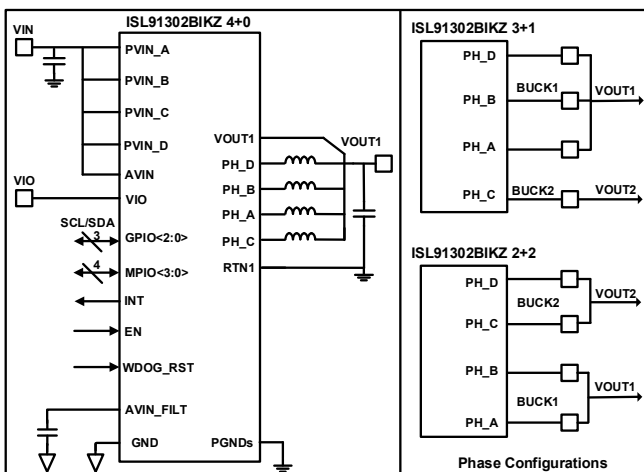 ISL91302BIKZ 4+0
VIN
PVIN_A
PVIN_B
PVIN_C
PVIN_D
AVIN
VIO
VIO
SCL/SDA
3
GPIO<2:0>
4
MPIO<3:0>
INT
EN
WDOG_RST
AVIN_FILT
GND
VOUT1
VOUT1
PH_D
PH_B
PH_A
PH_C
RTN1
PGNDs
ISL91302BIKZ 3+1
PH_D
PH_B
BUCK1
VOUT1
PH_A
PH_C
BUCK2
VOUT2
ISL91302BIKZ 2+2
PH_D
BUCK2
VOUT2
PH_C
PH_B
BUCK1
VOUT1
PH_A
Phase Configurations